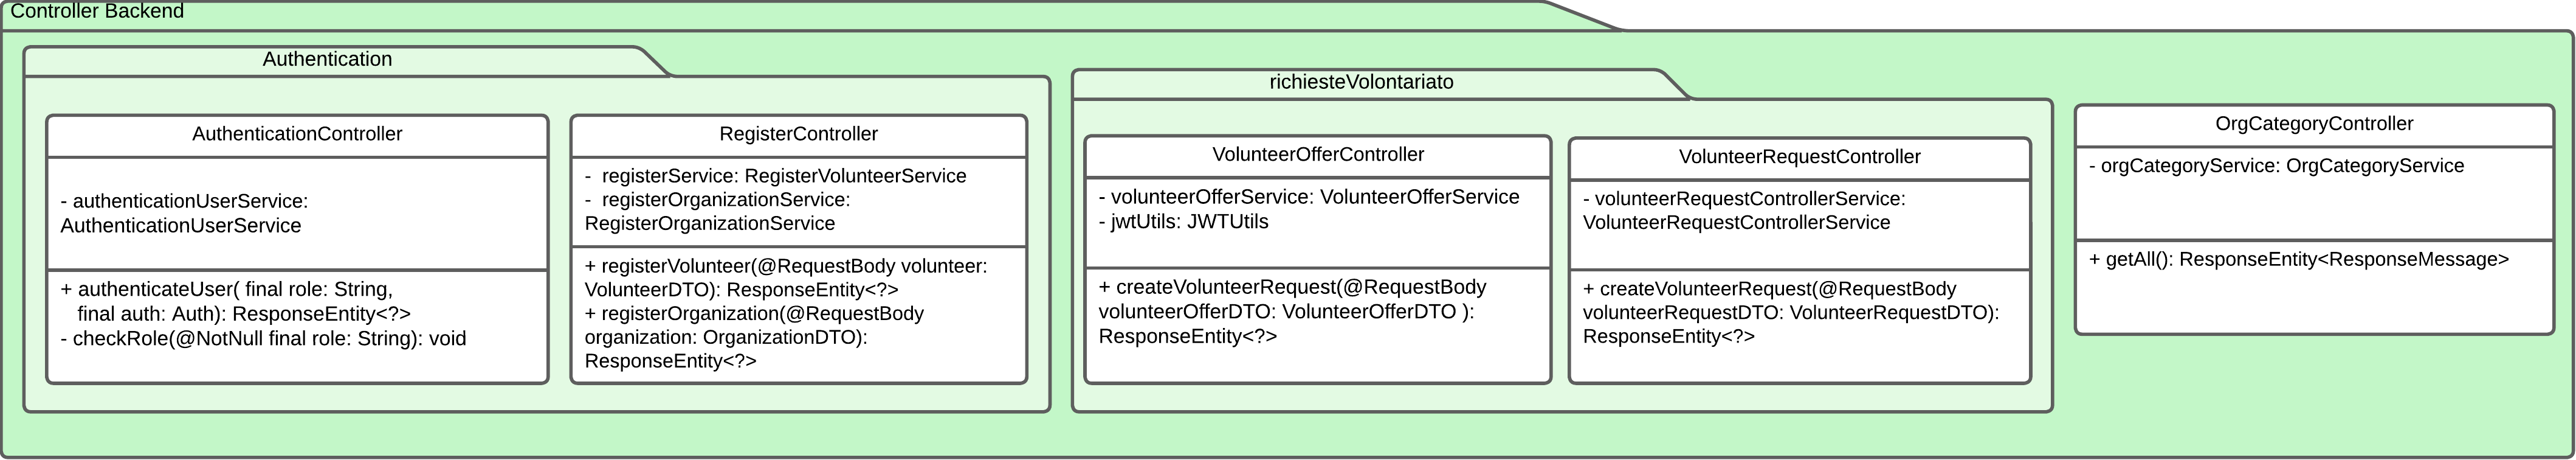 Controller Backend
Authentication
AuthenticationController
- authenticationUserService:
AuthenticationUserService
+ authenticateUser( final role: String,
final auth: Auth): ResponseEntity<?>
- checkRole(@NotNull final role: String): void
RegisterController
- registerService: RegisterVolunteerService
- registerOrganizationService:
RegisterOrganizationService
+ registerVolunteer(@RequestBody volunteer:
VolunteerDTO): ResponseEntity<?>
+ registerOrganization(@RequestBody
organization: OrganizationDTO):
ResponseEntity<?>
richiesteVolontariato
VolunteerOfferController
- volunteerOfferService: VolunteerOfferService
- jwtUtils: JWTUtils
+ createVolunteerRequest(@RequestBody
volunteerOfferDTO: VolunteerOfferDTO ):
ResponseEntity<?>
VolunteerRequestController
- volunteerRequestControllerService:
VolunteerRequestControllerService
+ createVolunteerRequest(@RequestBody
volunteerRequestDTO: VolunteerRequestDTO):
ResponseEntity<?>
OrgCategoryController
- orgCategoryService: OrgCategoryService
+ getAll(): ResponseEntity<ResponseMessage>